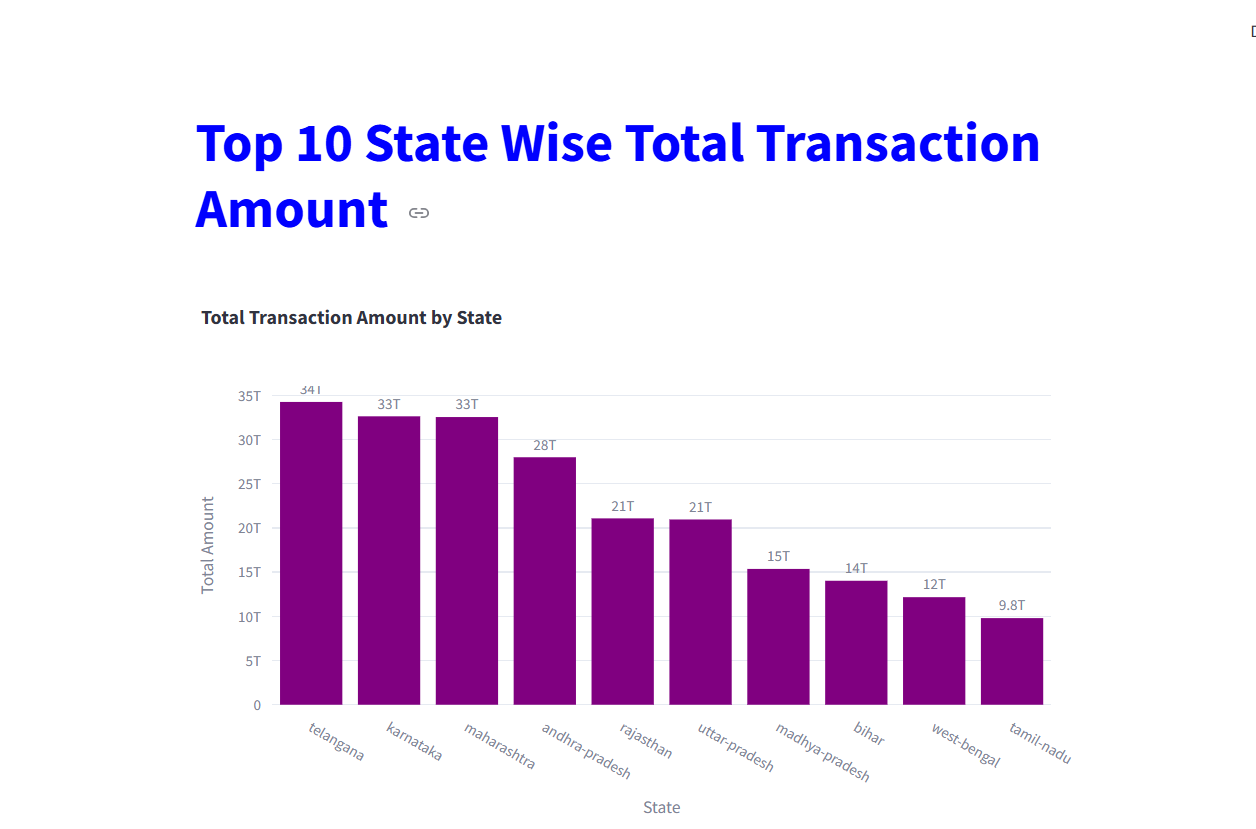 D
Top 10 State Wise Total Transaction
Amount
Total Transaction Amount by State
34T
33T
33T
28T
21T
21T
15T
14T
12T
9.8T
35T
30T
25T
20T
15T
10T
5T
0
Total Amount
telangana
karnataka
maharashtra
andhra-pradesh
rajasthan
uttar-pradesh
madhya-pradesh
bihar
west-bengal
tamil-nadu
State